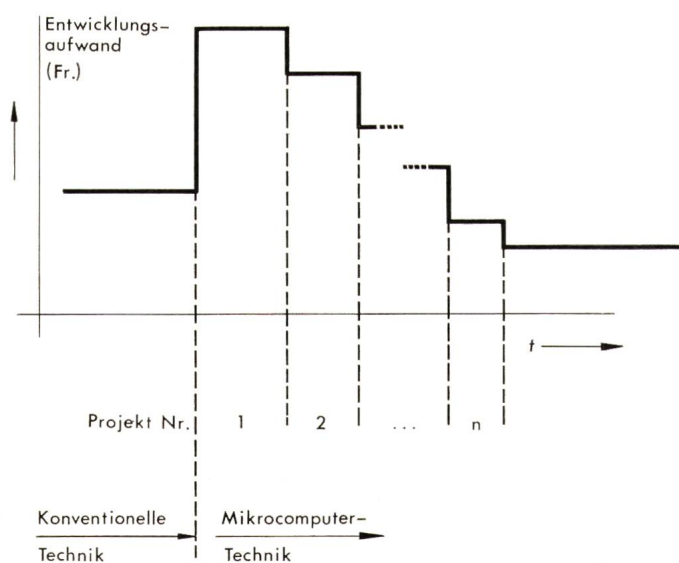 Entwicklungs–
aufwand
(Fr.)
t
Projekt Nr. 1 2 ... n
Konventionelle Mikrocomputer–
Technik Technik